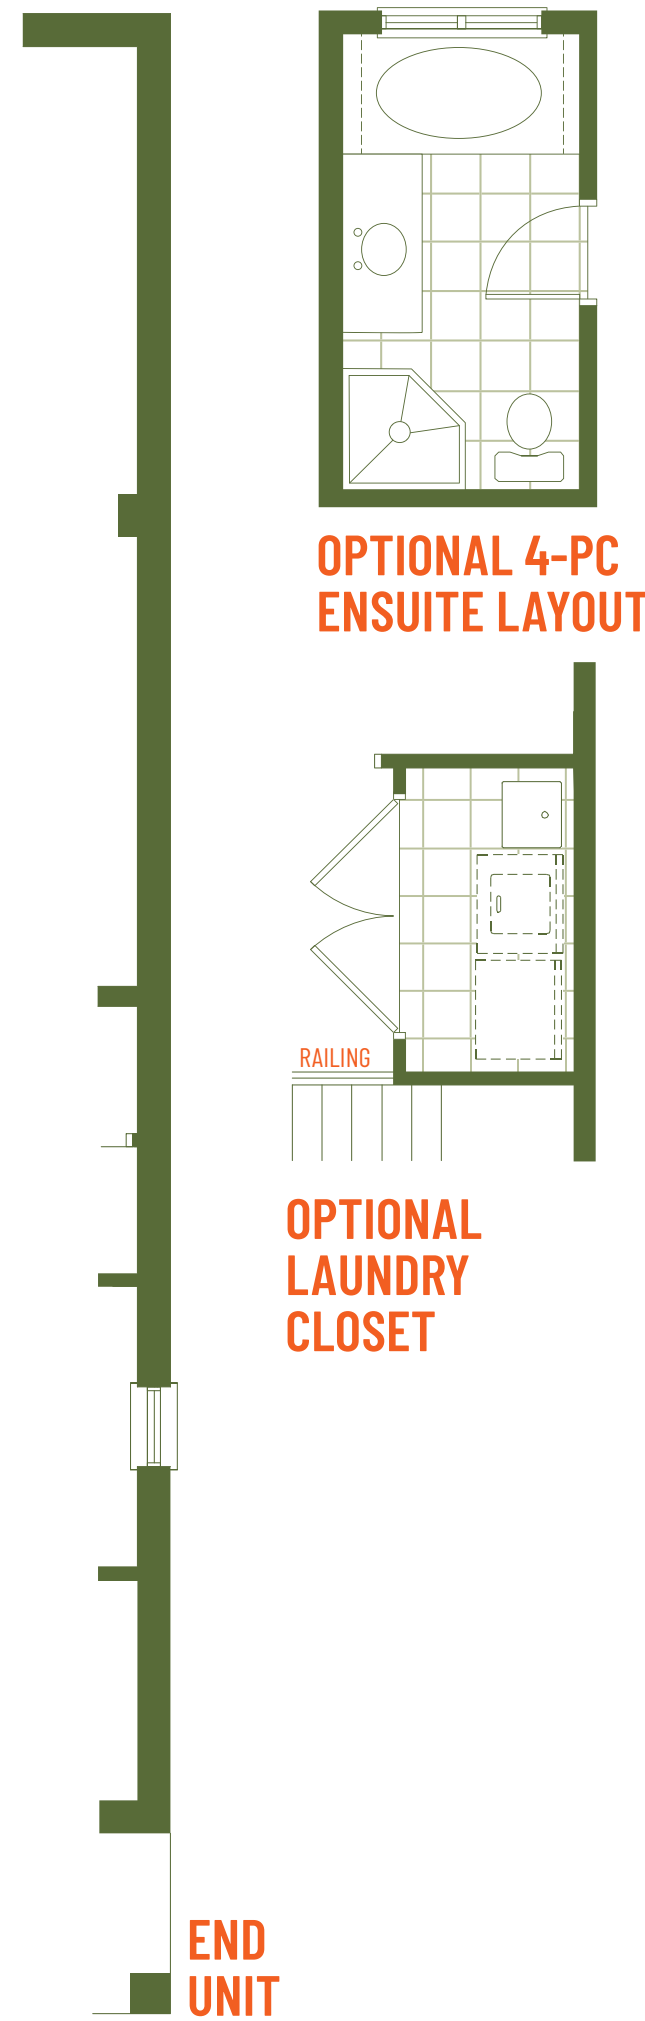 OPTIONAL 4-PC
ENSUITE LAYOUT
RAILING
OPTIONAL
LAUNDRY
CLOSET
END
UNIT